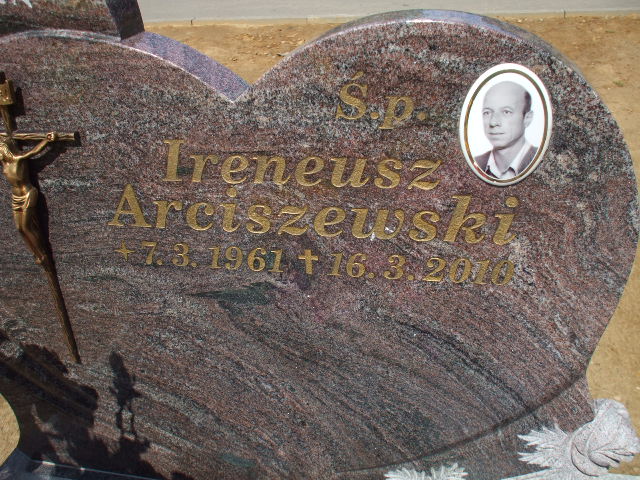 Ś.p.
Ireneusz
Arciszewski
7.3.1961 16.3.2010